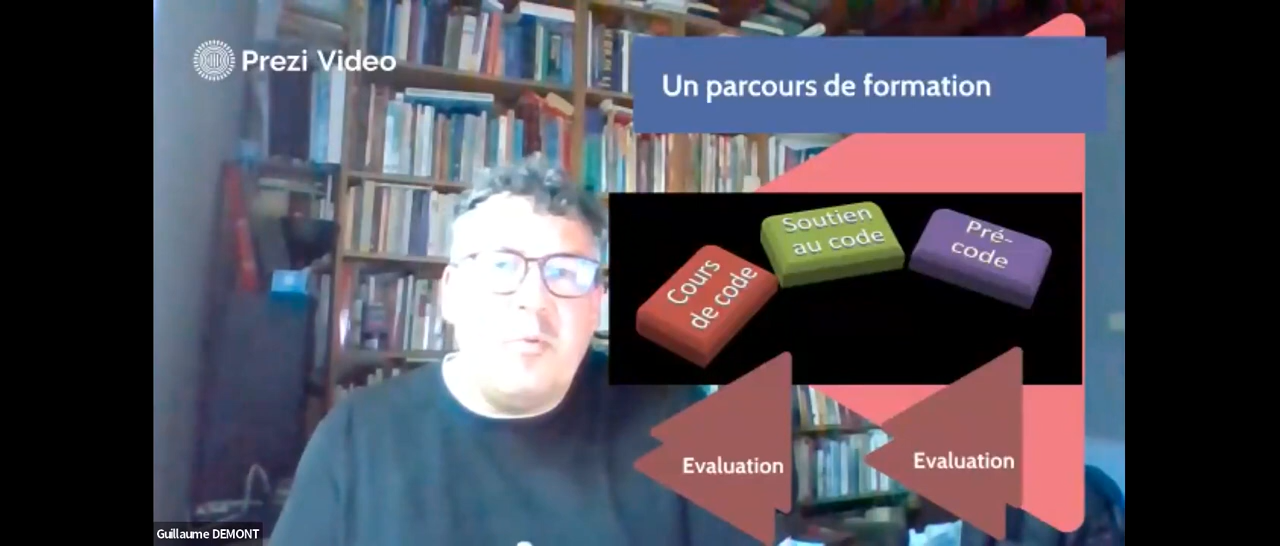 Prezi Video
Un parcours de formation
Cours
de code
Soutien
au code
Pré-
code
Evaluation
Evaluation
Guillaume DEMONT